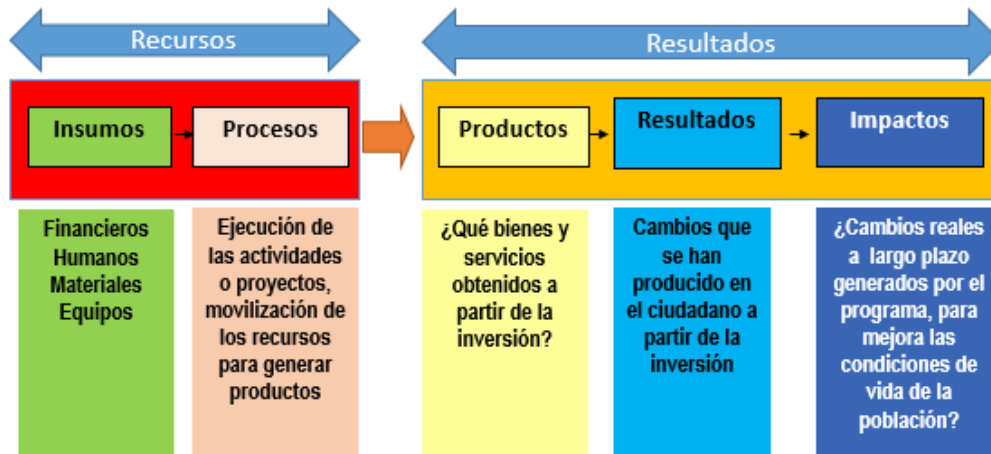 Recursos
Resultados
Insumos
Procesos
Productos
Resultados
Impactos
Financieros
Humanos
Materiales
Equipos
Ejecución de
las actividades
o proyectos,
movilización de
los recursos
para generar
productos
¿Qué bienes y
servicios
obtenidos a
partir de la
inversión?
Cambios que
se han
producido en
el ciudadano a
partir de la
inversión
¿Cambios reales
a largo plazo
generados por el
programa, para
mejora las
condiciones de
vida de la
población?